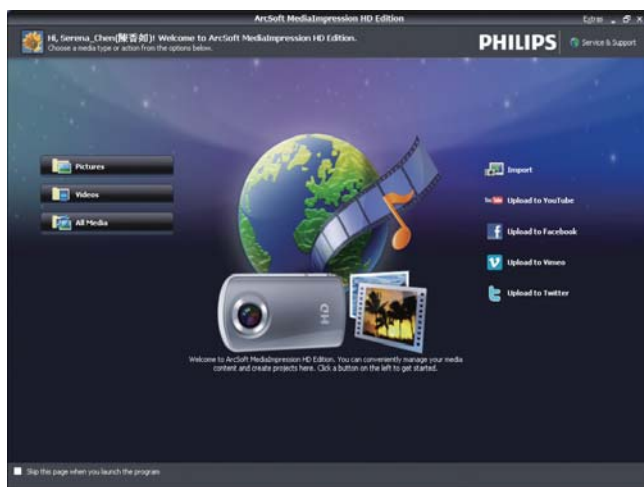 ArcSoft MediaImpression HD Edition
Extras
Hi, Serena_Chen(陳香如)! Welcome to ArcSoft MediaImpression HD Edition.
Choose a media type or action from the options below.
PHILIPS
Service & Support
Pictures
Videos
All Media
Import
Upload to YouTube
Upload to Facebook
Upload to Vimeo
Upload to Twitter
HD
Welcome to ArcSoft MediaImpression HD Edition. You can conveniently manage your media
content and create projects here. Click a button on the left to get started.
Skip this page when you launch the program